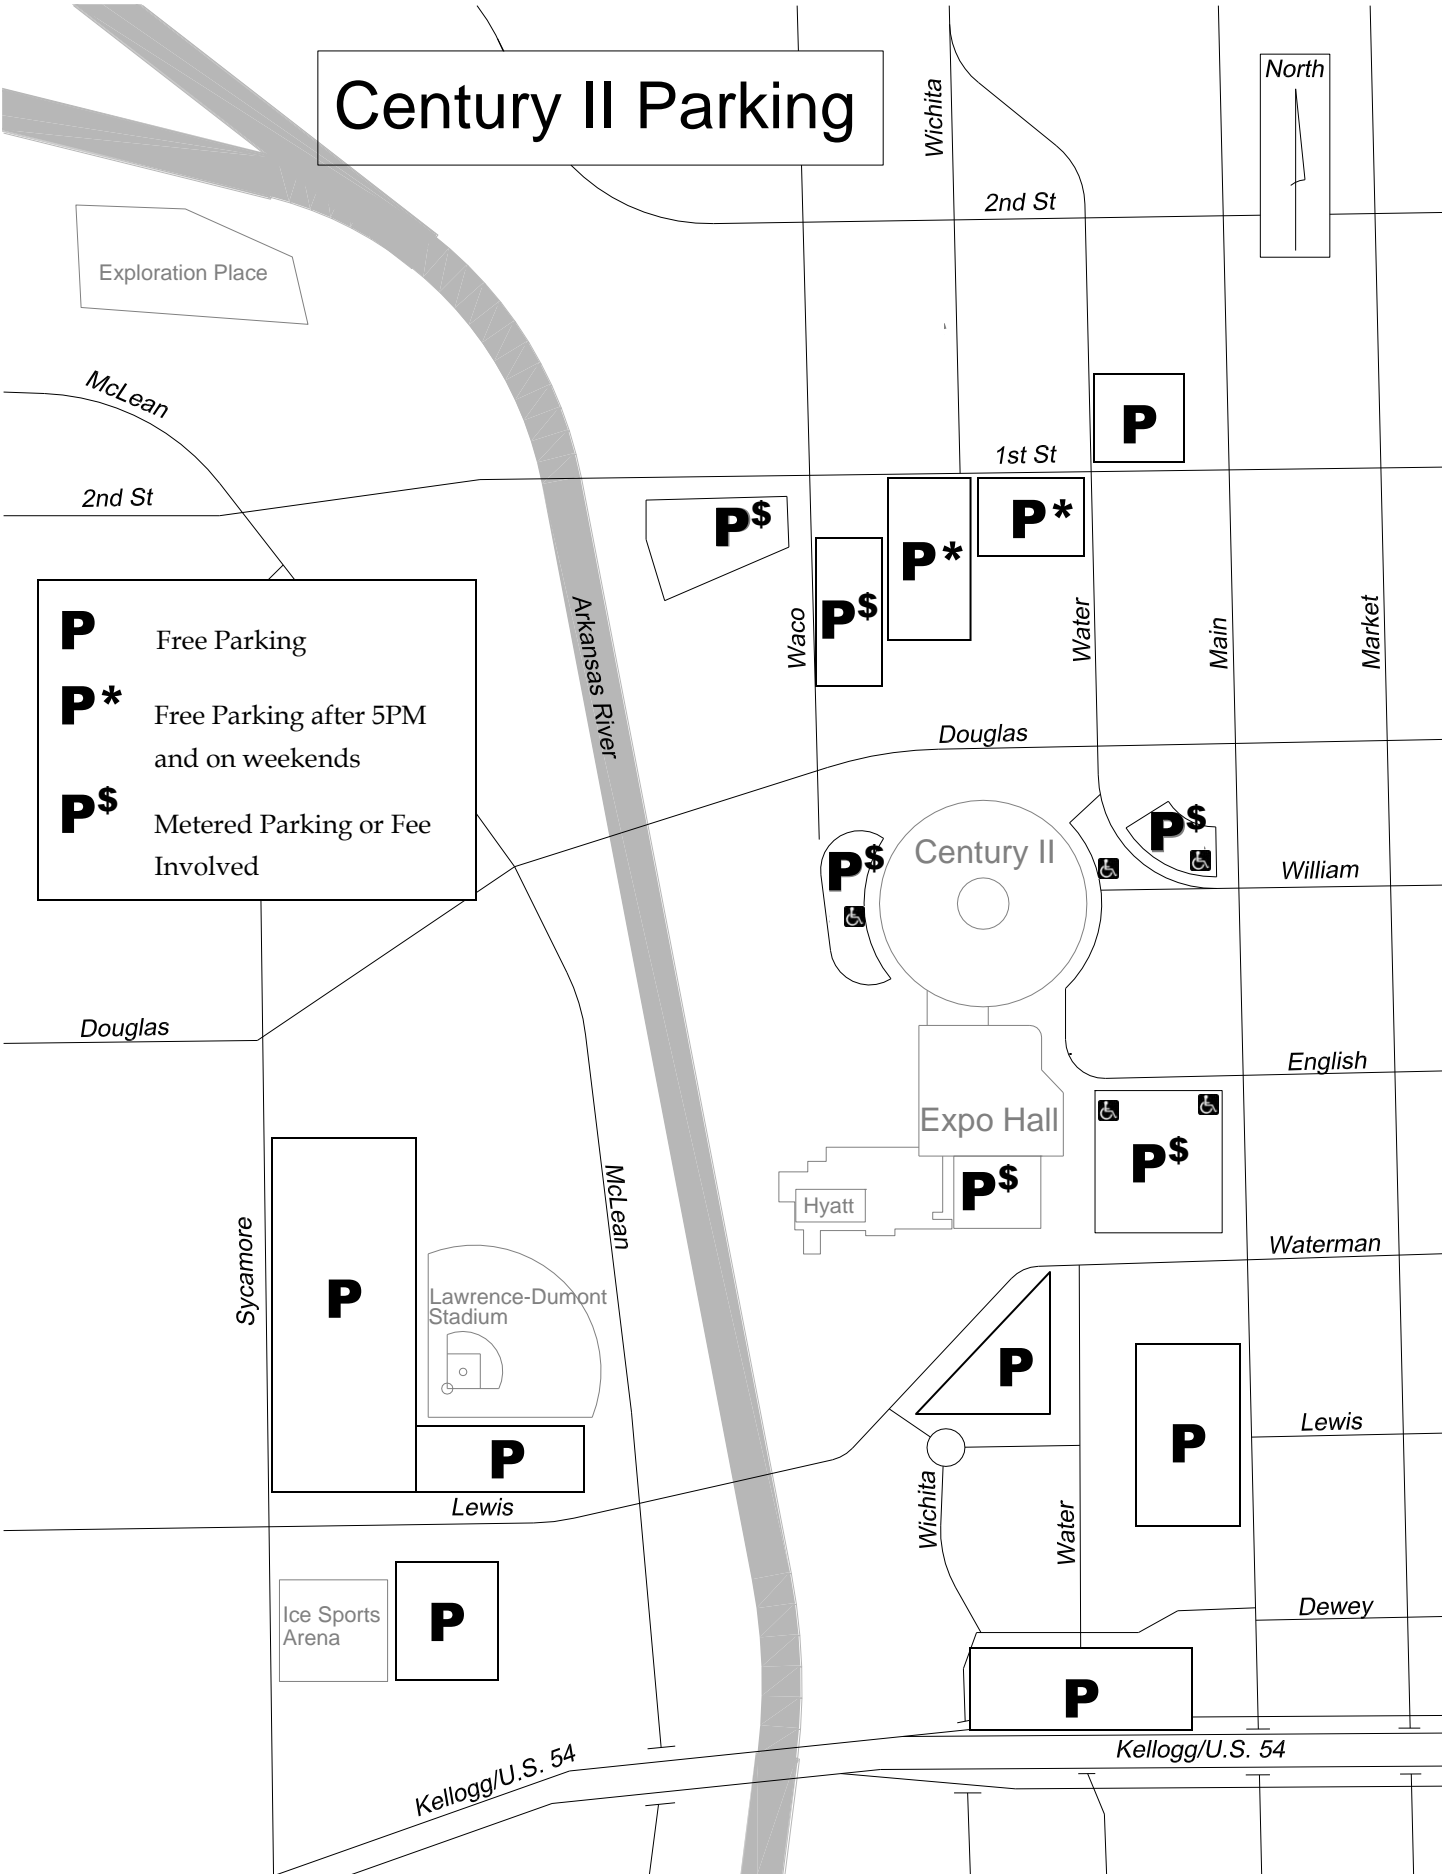 Century II Parking
North
Wichita
2nd St
Exploration Place
McLean
P
1st St
2nd St
P$
P*
P*
P$
P Free Parking
P* Free Parking after 5PM
and on weekends
P$ Metered Parking or Fee
Involved
Arkansas River
Waco
Water
Main
Market
Douglas
P$
Century II
P$
William
Douglas
English
Expo Hall
P$
P$
Hyatt
McLean
Sycamore
Waterman
P
Lawrence-Dumont
Stadium
P
P
Lewis
P
Lewis
Wichita
Water
Ice Sports
Arena
P
Dewey
P
Kellogg/U.S. 54
Kellogg/U.S. 54